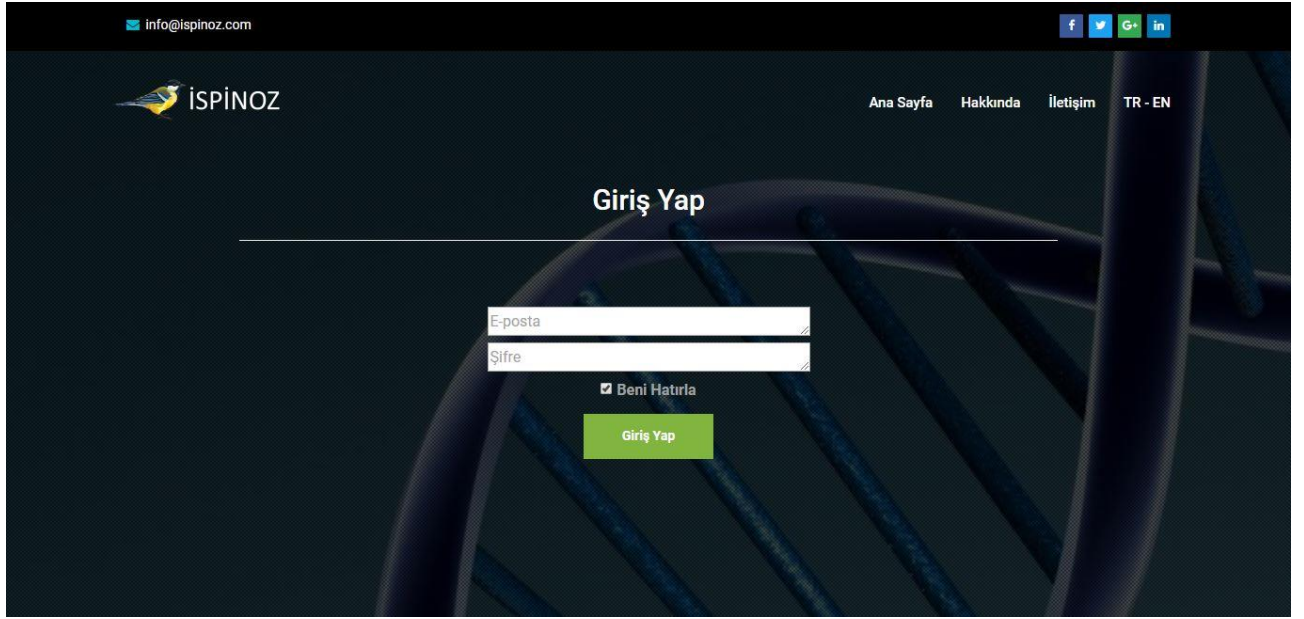 info@ispinoz.com
f G+ in
İSPİNOZ
Ana Sayfa Hakkında İletişim TR - EN
Giriş Yap
E-posta
Şifre
Beni Hatırla
Giriş Yap